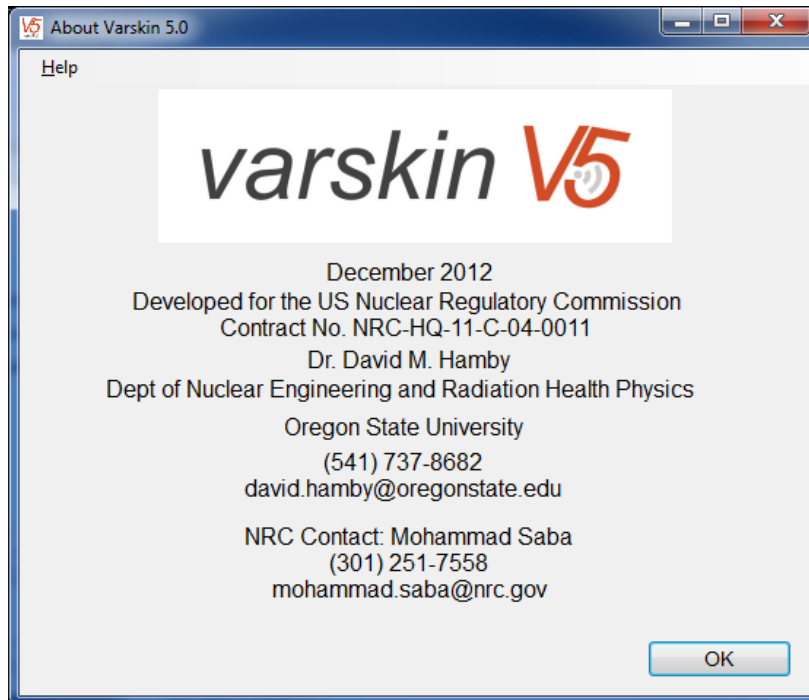 About Varskin 5.0
Help
varskin V5
December 2012
Developed for the US Nuclear Regulatory Commission
Contract No. NRC-HQ-11-C-04-0011
Dr. David M. Hamby
Dept of Nuclear Engineering and Radiation Health Physics
Oregon State University
(541) 737-8682
david.hamby@oregonstate.edu
NRC Contact: Mohammad Saba
(301) 251-7558
mohammad.saba@nrc.gov
OK